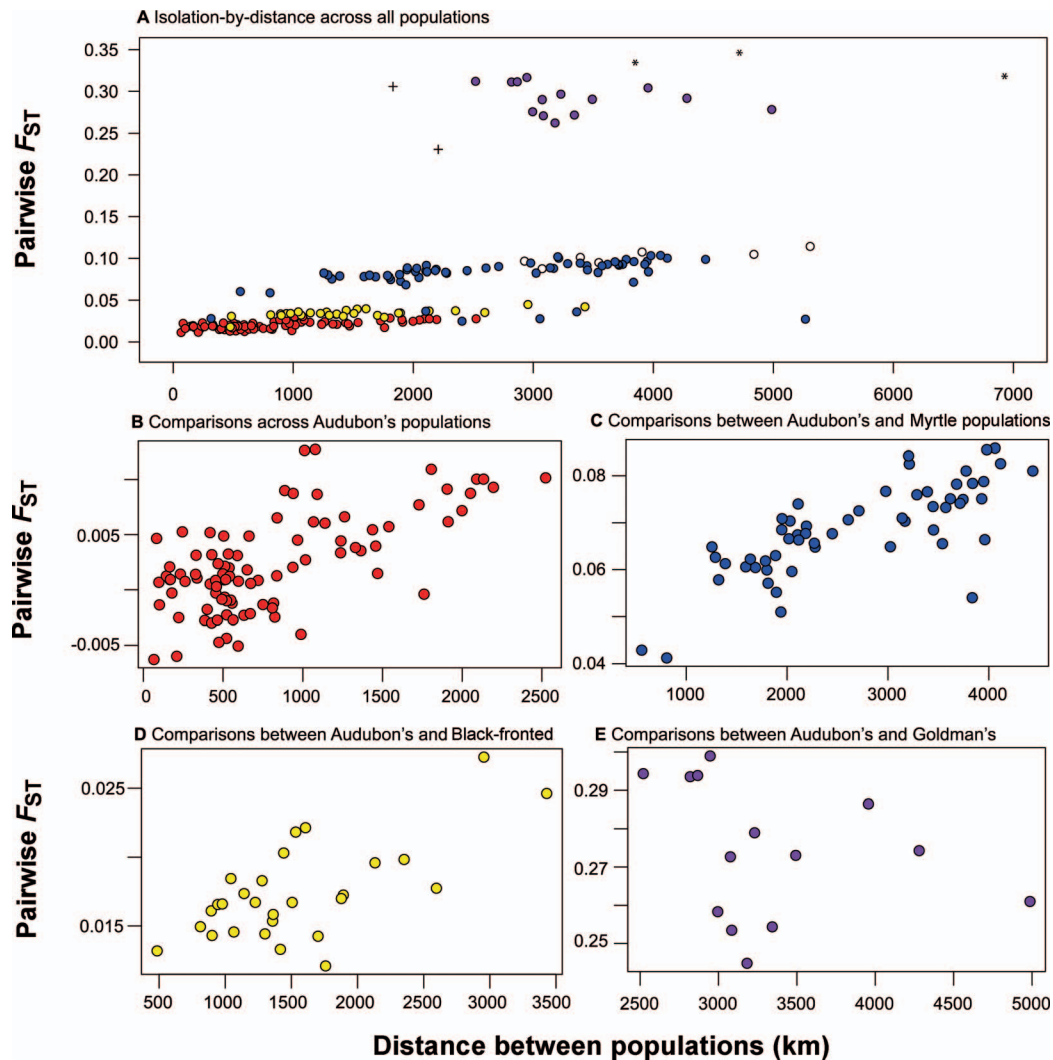 A Isolation-by-distance across all populations
Pairwise FST
0.35
0.30
0.25
0.20
0.15
0.10
0.05
0.00
0 1000 2000 3000 4000 5000 6000 7000
B Comparisons across Audubon's populations
0.005
-0.005
0 500 1000 1500 2000 2500
C Comparisons between Audubon's and Myrtle populations
0.08
0.06
0.04
1000 2000 3000 4000
D Comparisons between Audubon's and Black-fronted
Pairwise FST
0.025
0.015
500 1000 1500 2000 2500 3000 3500
E Comparisons between Audubon's and Goldman's
0.29
0.27
0.25
2500 3000 3500 4000 4500 5000
Distance between populations (km)